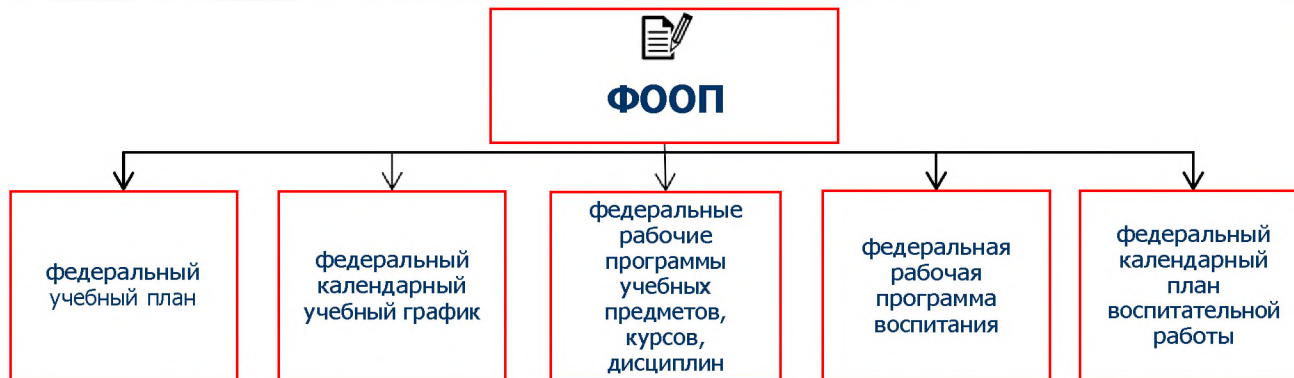 ФООП
федеральный
учебный план
федеральный
календарный
учебный график
федеральные
рабочие
программы
учебных
предметов,
курсов,
дисциплин
федеральная
рабочая
программа
воспитания
федеральный
календарный
план
воспитательной
работы